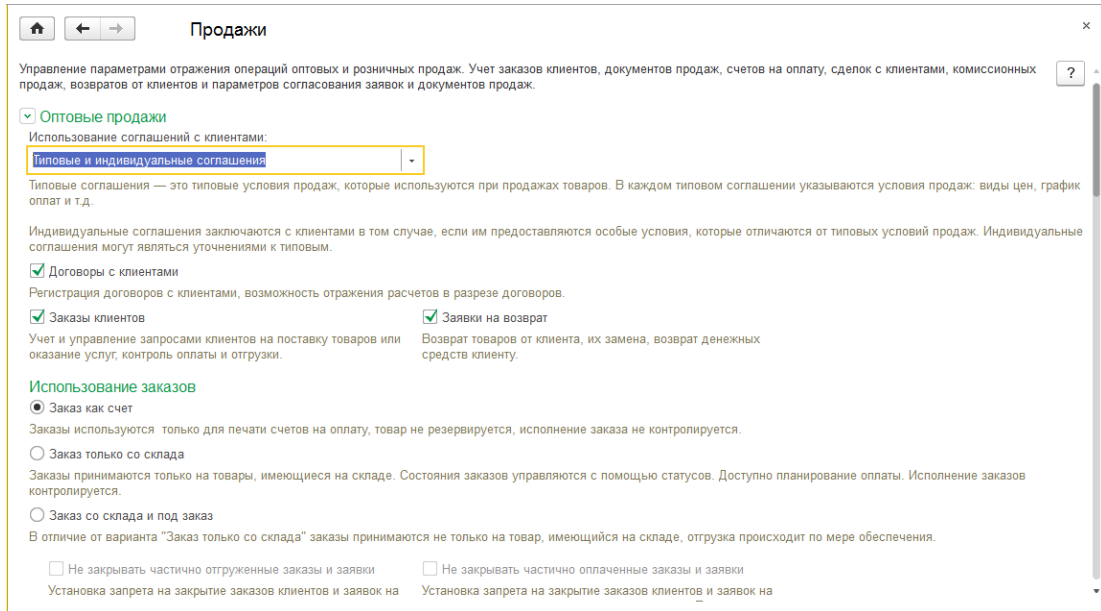 Продажи
Управление параметрами отражения операций оптовых и розничных продаж. Учет заказов клиентов, документов продаж, счетов на оплату, сделок с клиентами, комиссионных
продаж, возвратов от клиентов и параметров согласования заявок и документов продаж.
?
Оптовые продажи
Использование соглашений с клиентами:
Типовые и индивидуальные соглашения
Типовые соглашения — это типовые условия продаж, которые используются при продажах товаров. В каждом типовом соглашении указываются условия продаж: виды цен, график
оплат и т.д.
Индивидуальные соглашения заключаются с клиентами в том случае, если им предоставляются особые условия, которые отличаются от типовых условий продаж. Индивидуальные
соглашения могут являться уточнениями к типовым.
Договоры с клиентами
Регистрация договоров с клиентами, возможность отражения расчетов в разрезе договоров.
Заказы клиентов
Учет и управление запросами клиентов на поставку товаров или
оказание услуг, контроль оплаты и отгрузки.
Заявки на возврат
Возврат товаров от клиента, их замена, возврат денежных
средств клиенту.
Использование заказов
Заказ как счет
Заказы используются только для печати счетов на оплату, товар не резервируется, исполнение заказа не контролируется.
Заказ только со склада
Заказы принимаются только на товары, имеющиеся на складе. Состояния заказов управляются с помощью статусов. Доступно планирование оплаты. Исполнение заказов
контролируется.
Заказ со склада и под заказ
В отличие от варианта "Заказ только со склада" заказы принимаются не только на товар, имеющийся на складе, отгрузка происходит по мере обеспечения.
Не закрывать частично отгруженные заказы и заявки
Установка запрета на закрытие заказов клиентов и заявок на
Не закрывать частично оплаченные заказы и заявки
Установка запрета на закрытие заказов клиентов и заявок на